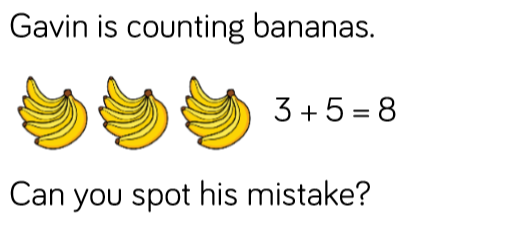 Gavin is counting bananas.
3 + 5 = 8
Can you spot his mistake?